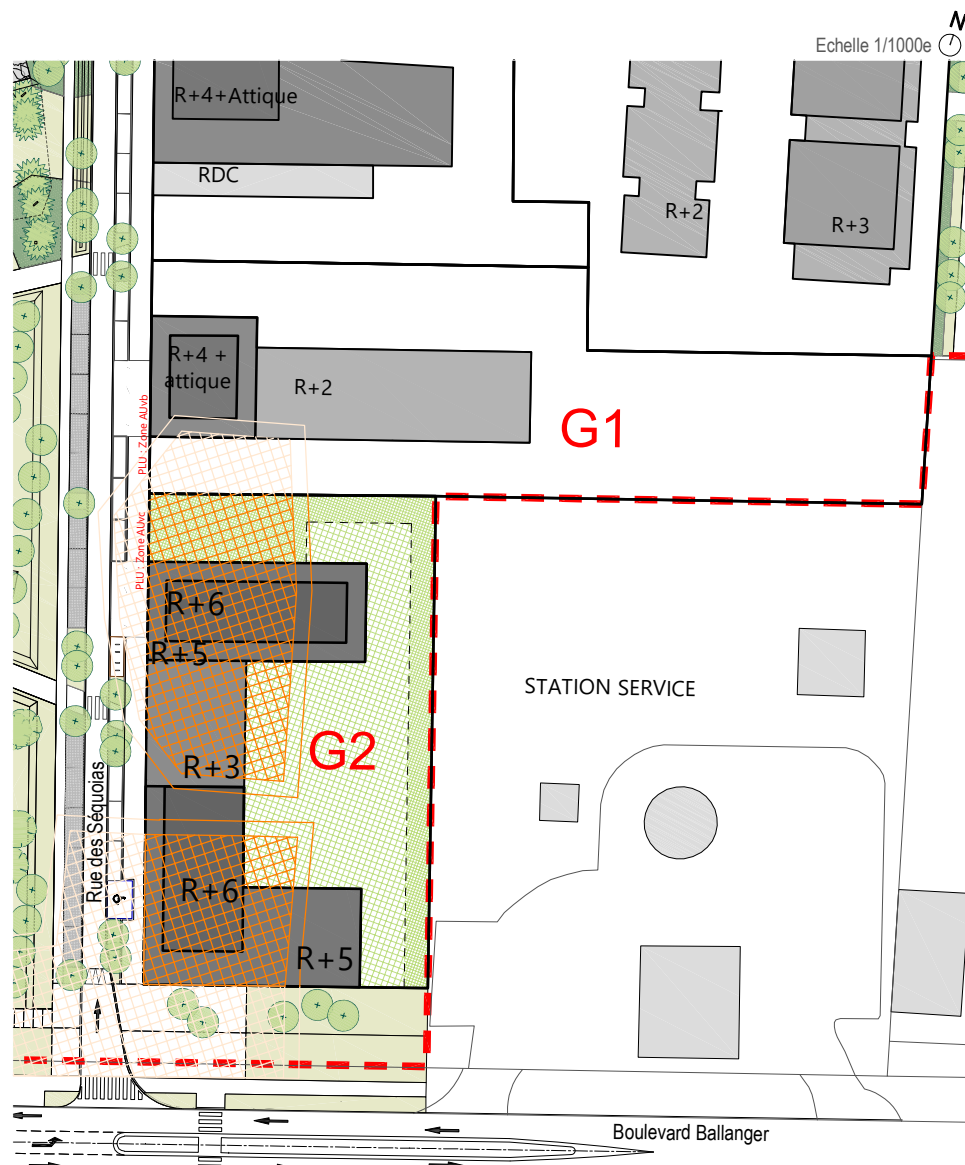 N
Echelle 1/1000e
R+4+Attique
RDC
R+2
R+3
R+4 +
attique
R+2
G1
PLU : Zone AUvb
PLU : Zone AUvc
R+6
R+5
STATION SERVICE
G2
R+3
Rue des Séquoias
R+6
R+5
Boulevard Ballanger